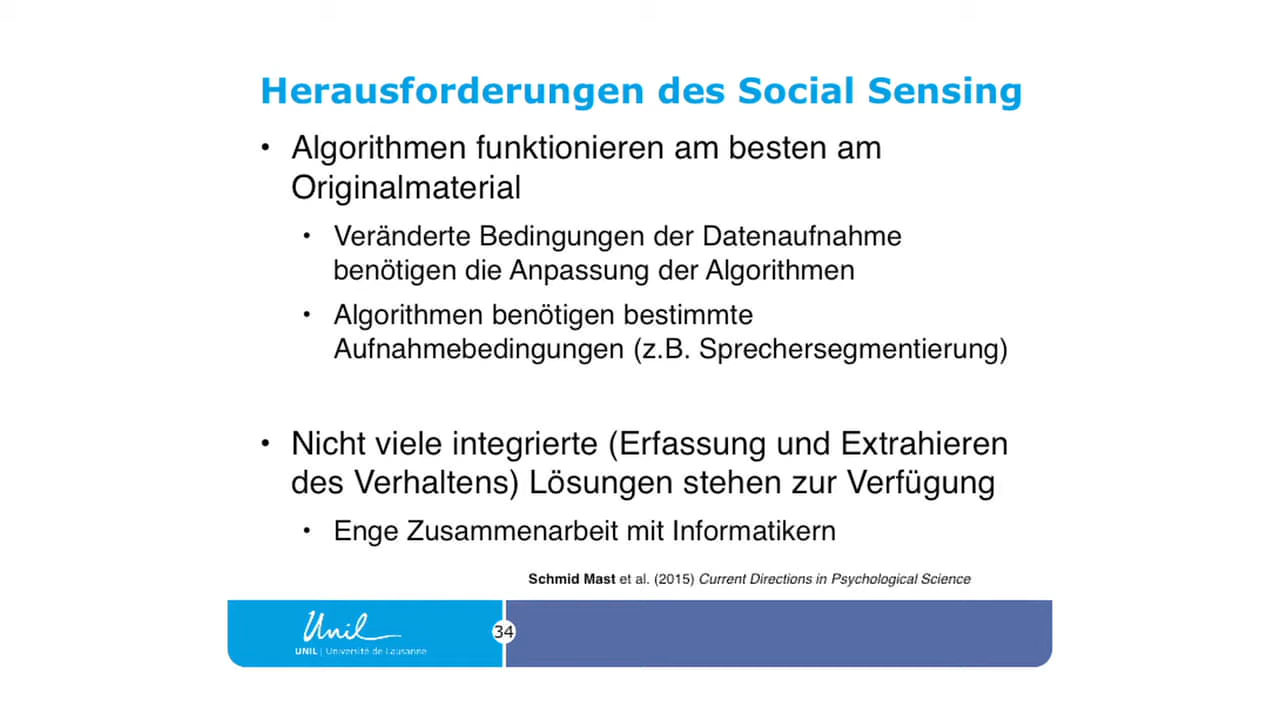 Herausforderungen des Social Sensing
• Algorithmen funktionieren am besten am
Originalmaterial
• Veränderte Bedingungen der Datenaufnahme
benötigen die Anpassung der Algorithmen
• Algorithmen benötigen bestimmte
Aufnahmebedingungen (z.B. Sprechersegmentierung)
• Nicht viele integrierte (Erfassung und Extrahieren
des Verhaltens) Lösungen stehen zur Verfügung
• Enge Zusammenarbeit mit Informatikern
Schmid Mast et al. (2015) Current Directions in Psychological Science
Unil
UNIL | Université de Lausanne
34